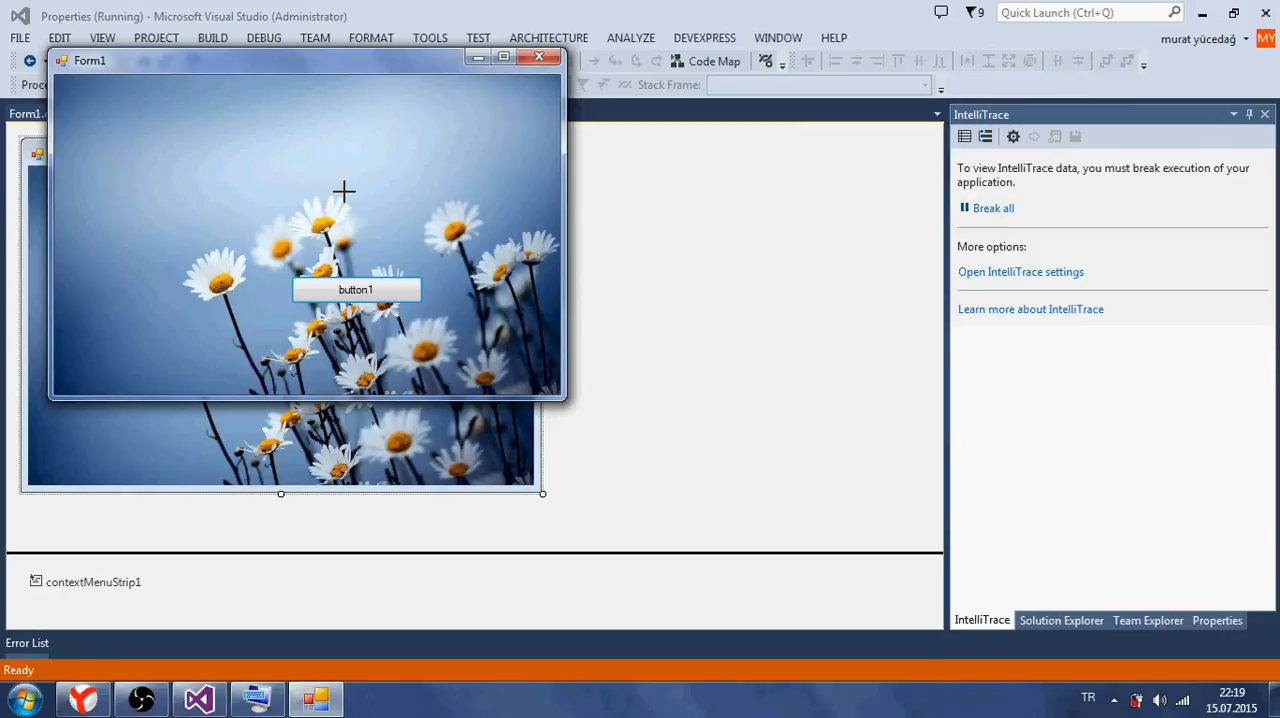 Properties (Running) - Microsoft Visual Studio (Administrator)
9
Quick Launch (Ctrl+Q)
FILE EDIT VIEW PROJECT BUILD DEBUG TEAM FORMAT TOOLS TEST ARCHITECTURE ANALYZE DEVEXPRESS WINDOW HELP
murat yücedağ
MY
Form1
Code Map
Proce
Stack Frame:
Form1.
IntelliTrace
To view IntelliTrace data, you must break execution of your
application.
Break all
More options:
Open IntelliTrace settings
Learn more about IntelliTrace
button1
contextMenuStrip1
IntelliTrace Solution Explorer Team Explorer Properties
Error List
Ready
TR
22:19
15.07.2015